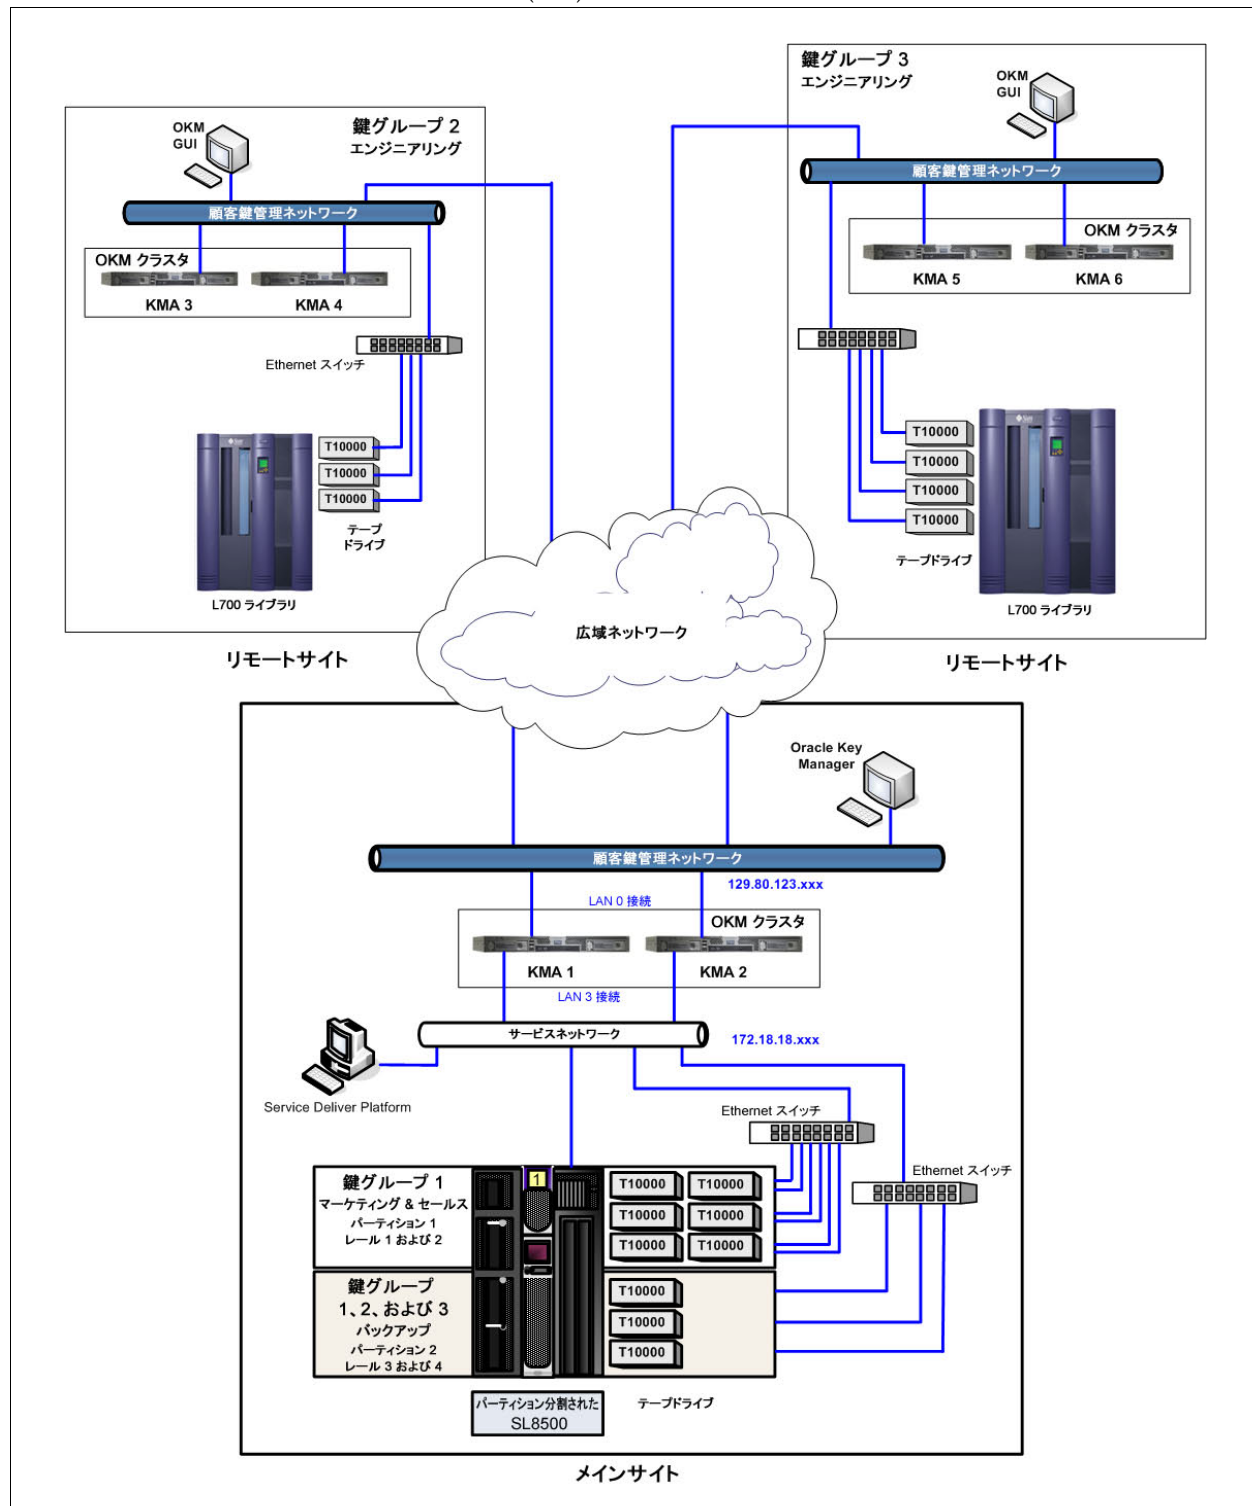 鍵グループ 2
エンジニアリング
OKM
GUI
顧客鍵管理ネットワーク
OKM クラスタ
KMA 3
KMA 4
Ethernet スイッチ
T10000
T10000
T10000
テープ
ドライブ
L700 ライブラリ
リモートサイト
鍵グループ 3
エンジニアリング
OKM
GUI
顧客鍵管理ネットワーク
OKM クラスタ
KMA 5
KMA 6
T10000
T10000
T10000
T10000
テープドライブ
L700 ライブラリ
リモートサイト
広域ネットワーク
Oracle Key
Manager
顧客鍵管理ネットワーク
129.80.123.xxx
LAN 0 接続
OKM クラスタ
KMA 1
KMA 2
LAN 3 接続
サービスネットワーク
172.18.18.xxx
Service Deliver Platform
Ethernet スイッチ
Ethernet スイッチ
鍵グループ 1
マーケティング & セールス
パーティション 1
レール 1 および 2
1
T10000 T10000
T10000 T10000
T10000 T10000
鍵グループ
1、2、および 3
バックアップ
パーティション 2
レール 3 および 4
T10000
T10000
T10000
パーティション分割された
SL8500
テープドライブ
メインサイト